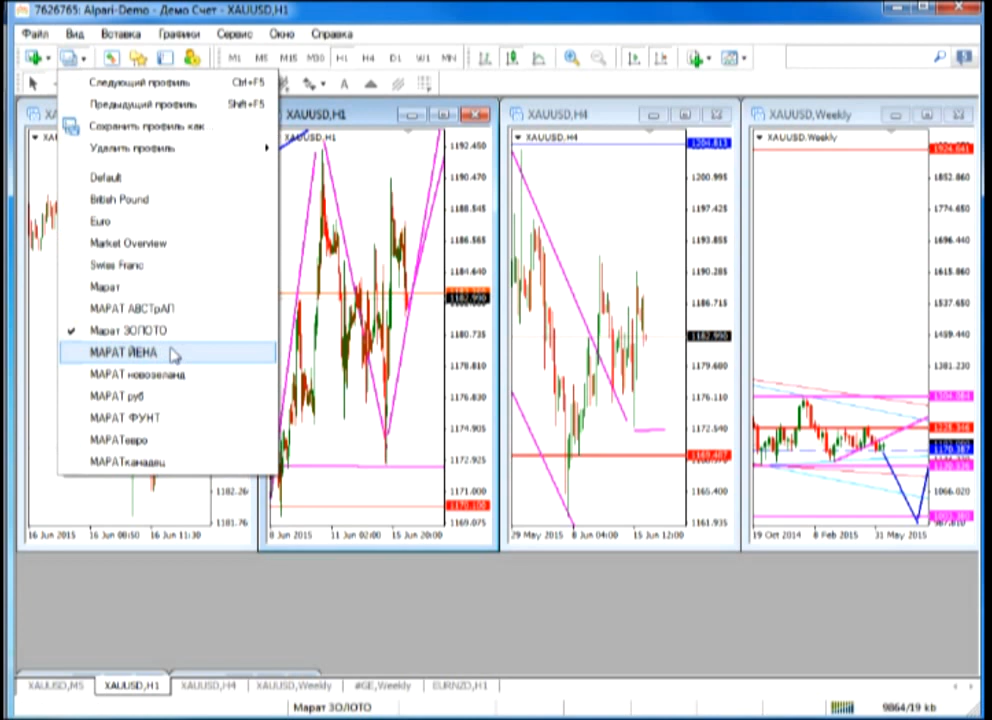 7626765: Alpari-Demo - Демо Счет - XAUUSD,H1
Файл Вид Вставка Графики Сервис Окно Справка
M1 M5 M15 M30 H1 H4 D1 W1 MN
A
Следующий профиль Ctrl+F5
Предыдущий профиль Shift+F5
Сохранить профиль как
Удалить профиль
Default
British Pound
Euro
Market Overview
Swiss Franc
Марат
МАРАТ АВСТрАП
Марат ЗОЛОТО
МАРАТ ЙЕНА
МАРАТ новозеланд
МАРАТ руб
МАРАТ ФУНТ
МАРАТевро
МАРАТканадец
1182.26
1181.76
16 Jun 2015 16 Jun 08:50 16 Jun 11:30
XAUUSD,H1
XAUUSD,H1
1192.450
1190.470
1188.545
1186.565
1184.640
1182.990
1180.735
1178.810
1176.830
1174.905
1172.925
1171.000
1170.108
1169.075
8 Jun 2015 11 Jun 02:00 15 Jun 20:00
XAUUSD,H4
XAUUSD,H4
1204.813
1200.995
1197.425
1193.855
1190.285
1186.715
1182.990
1179.680
1176.110
1172.540
1169.407
1165.400
1161.935
29 May 2015 8 Jun 04:00 15 Jun 12:00
XAUUSD,Weekly
XAUUSD,Weekly
1852.860
1774.650
1696.440
1615.860
1537.650
1459.440
1381.230
1170.387
1066.020
19 Oct 2014 8 Feb 2015 31 May 2015
XAUUSD,M5 XAUUSD,H1 XAUUSD,H4 XAUUSD,Weekly #GE,Weekly EURNZD,H1
Марат ЗОЛОТО 9864/19 kb